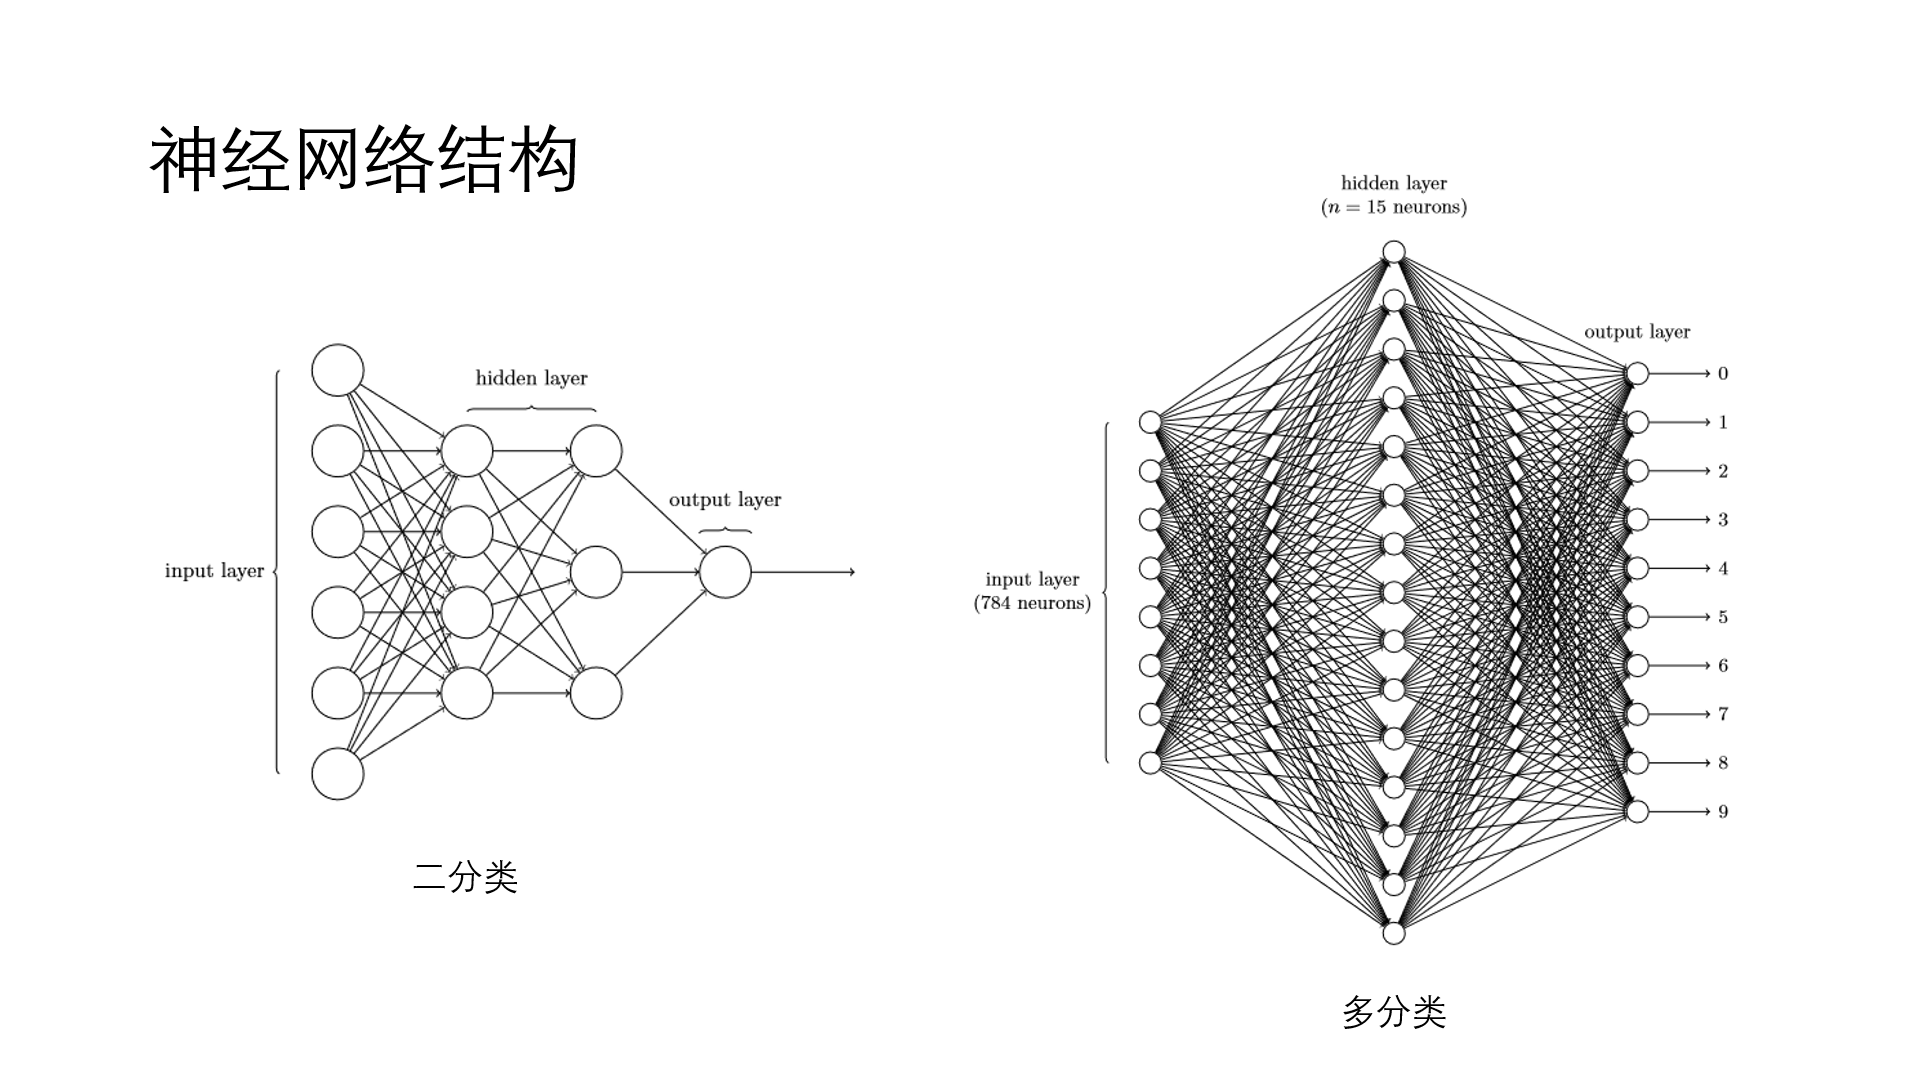 神经网络结构
hidden layer
output layer
input layer
二分类
hidden layer
(n = 15 neurons)
output layer
input layer
(784 neurons)
0
1
2
3
4
5
6
7
8
9
多分类